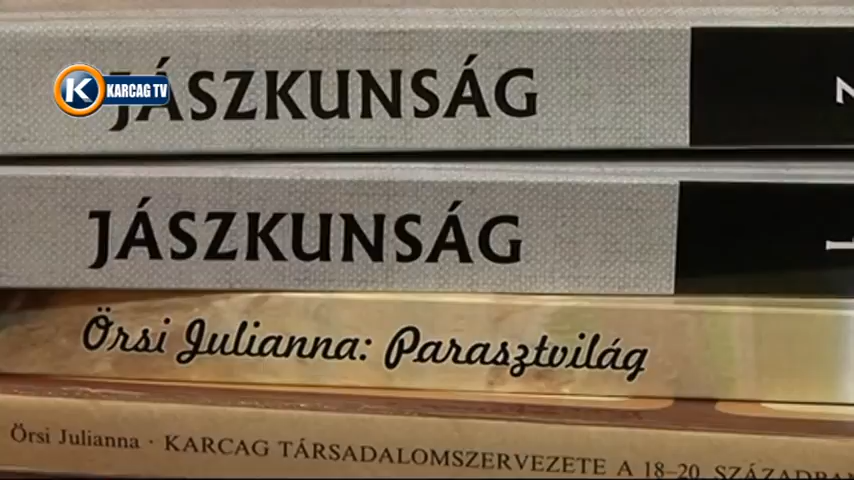 K KARCAG TV
JÁSZKUNSÁG
JÁSZKUNSÁG
Örsi Julianna: Parasztvilág
Örsi Julianna · KARCAG TÁRSADALOMSZERVEZETE A 18–20. SZÁZADBAN